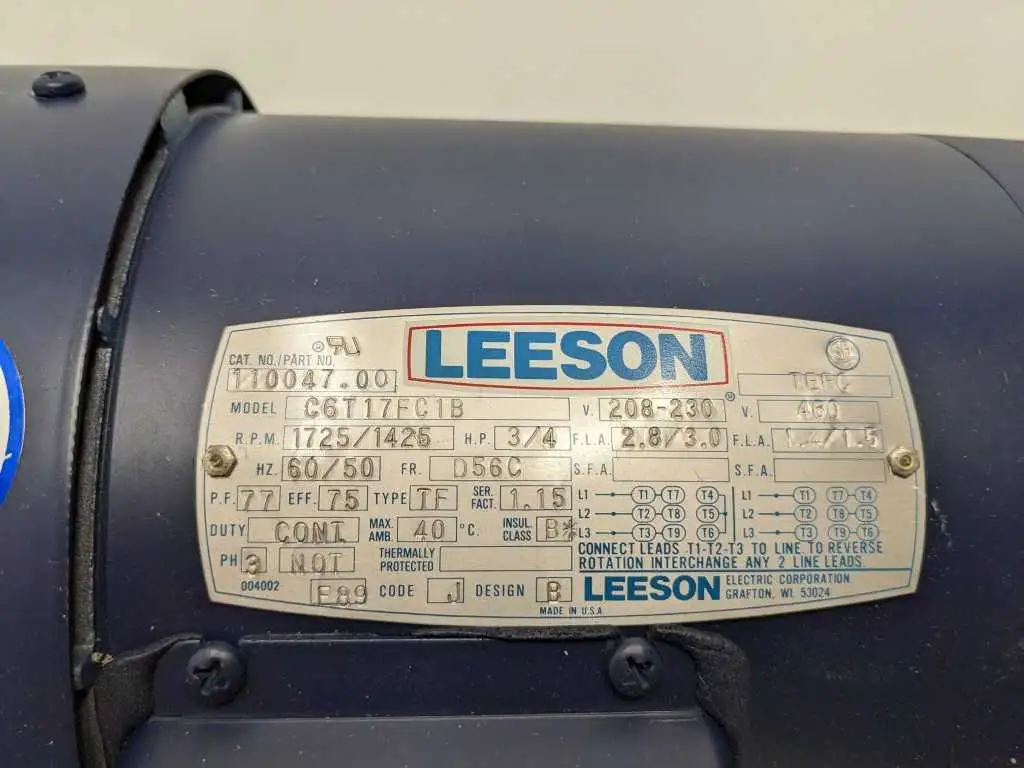 LEESON
CAT. NO./PART NO.
110047.00 TEFC
MODEL C6T17FC1B V. 208-230 V. 460
R.P.M. 1725/1425 H.P. 3/4 F.L.A. 2.8/3.0 F.L.A. 1.4/1.5
HZ. 60/50 FR. D56C S.F.A. S.F.A.
P.F. 77 EFF. 75 TYPE TF SER. FACT. 1.15
DUTY CONT MAX. AMB. 40 °C. INSUL. CLASS B*
L1 T1 T7 T4 L1 T1 T7 T4
L2 T2 T8 T5 L2 T2 T8 T5
L3 T3 T9 T6 L3 T3 T9 T6
CONNECT LEADS T1-T2-T3 TO LINE TO REVERSE
ROTATION INTERCHANGE ANY 2 LINE LEADS.
PH 3 NOT THERMALLY PROTECTED
004002 F89 CODE J DESIGN B
LEESON ELECTRIC CORPORATION
GRAFTON, WI. 53024
MADE IN U.S.A.